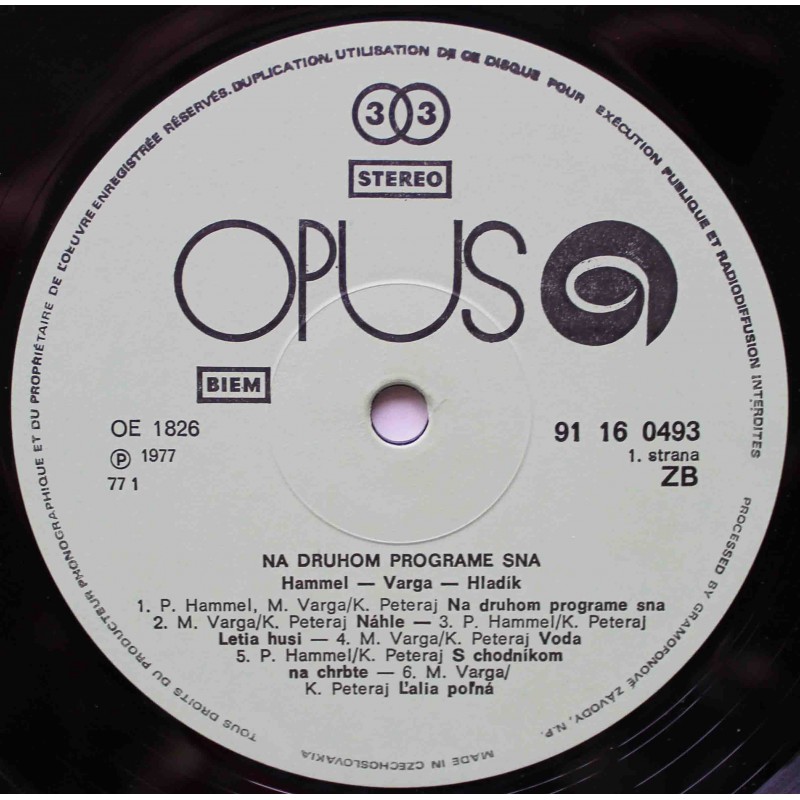 TOUS DROITS DU PRODUCTEUR PHONOGRAPHIQUE ET DU PROPRIÉTAIRE DE L'OEUVRE ENREGISTRÉE RÉSERVÉS. DUPLICATION, UTILISATION DE CE DISQUE POUR EXÉCUTION PUBLIQUE ET RADIODIFFUSION INTERDITES
33
STEREO
OPUS
BIEM
OE 1826
91 16 0493
Ⓟ 1977
1. strana
77 1
ZB
NA DRUHOM PROGRAME SNA
Hammel — Varga — Hladík
1. P. Hammel, M. Varga/K. Peteraj Na druhom programe sna
2. M. Varga/K. Peteraj Náhle — 3. P. Hammel/K. Peteraj
Letia husi — 4. M. Varga/K. Peteraj Voda
5. P. Hammel/K. Peteraj S chodníkom
na chrbte — 6. M. Varga/
K. Peteraj Ľalia poľná
PROCESSED BY GRAMOFONOVÉ ZÁVODY, N.P.
MADE IN CZECHOSLOVAKIA